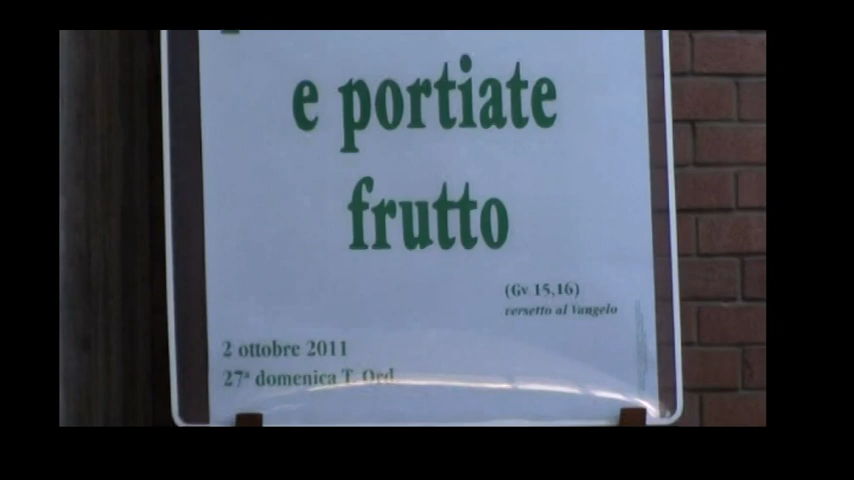 e portiate
frutto
(Gv 15,16)
versetto al Vangelo
2 ottobre 2011
27ª domenica T. Ord.